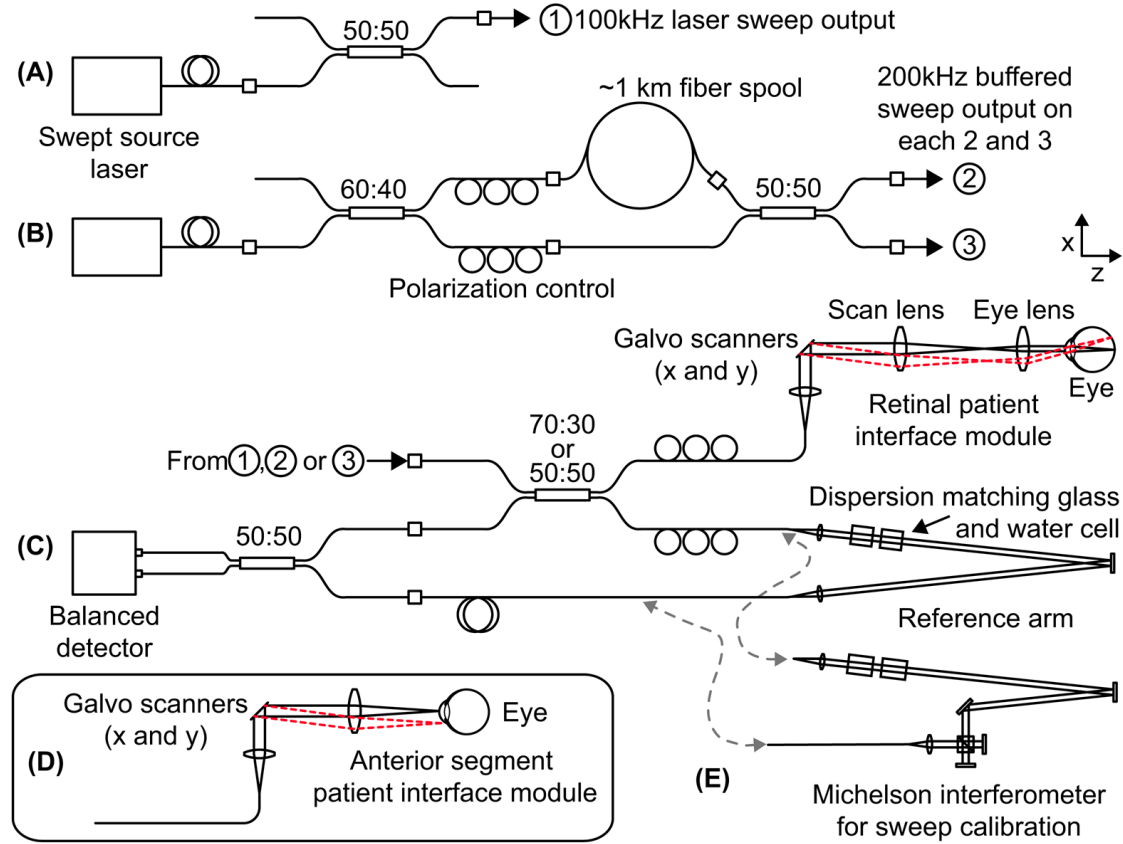 (A)
50:50
① 100kHz laser sweep output
Swept source
laser
~1 km fiber spool
200kHz buffered
sweep output on
each 2 and 3
(B)
60:40
50:50
②
③
Polarization control
x
z
Scan lens
Eye lens
Galvo scanners
(x and y)
Eye
Retinal patient
interface module
70:30
or
50:50
From ①,② or ③
Dispersion matching glass
and water cell
(C)
50:50
Balanced
detector
Reference arm
Galvo scanners
(x and y)
Eye
(D)
Anterior segment
patient interface module
(E)
Michelson interferometer
for sweep calibration